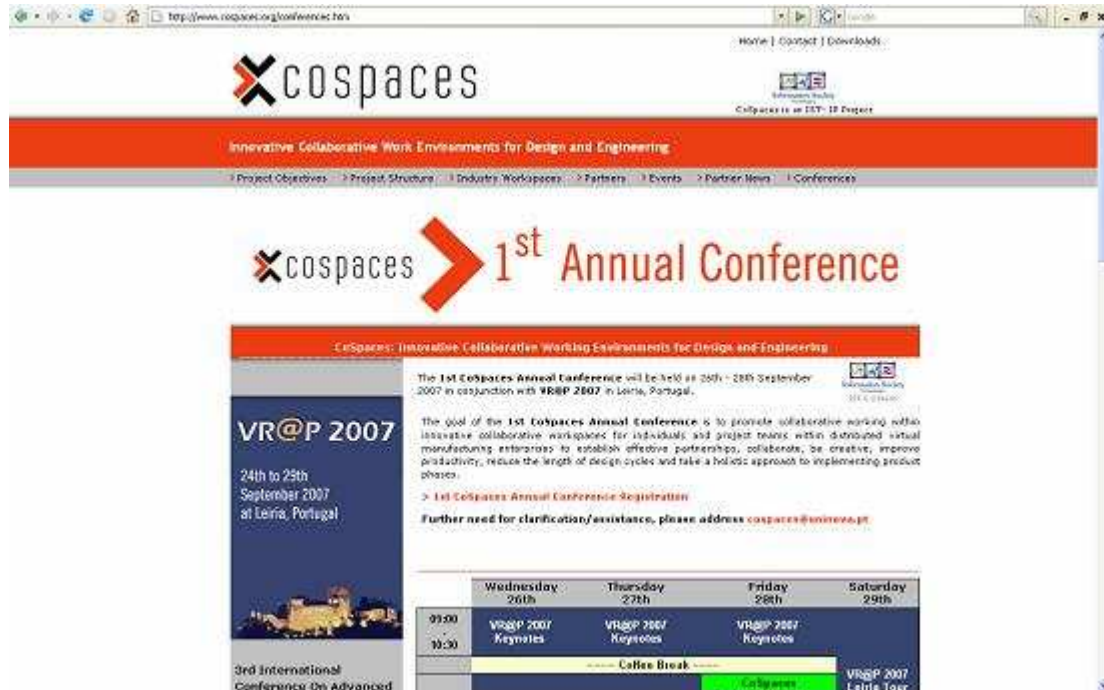 http://www.cospaces.org/conferences.htm
Home | Contact | Downloads
cospaces
CoSpaces is an IST- IP Project
Innovative Collaborative Work Environments for Design and Engineering
Project Objectives Project Structure Industry Workspaces Partners Events Partner News Conferences
cospaces 1st Annual Conference
CoSpaces: Innovative Collaborative Working Environments for Design and Engineering
The 1st CoSpaces Annual Conference will be held on 26th - 28th September
2007 in conjunction with VR@P 2007 in Leiria, Portugal.
Information Society
The goal of the 1st CoSpaces Annual Conference is to promote collaborative working within
innovative collaborative workspaces for individuals and project teams within distributed virtual
manufacturing enterprises to establish effective partnerships, collaborate, be creative, improve
productivity, reduce the length of design cycles and take a holistic approach to implementing product
phases.
> 1st CoSpaces Annual Conference Registration
Further need for clarification/assistance, please address cospaces@uninova.pt
VR@P 2007
24th to 29th
September 2007
at Leiria, Portugal
3rd International
Conference On Advanced
Wednesday 26th Thursday 27th Friday 28th Saturday 29th
09:00 - 10:30 VR@P 2007 Keynotes VR@P 2007 Keynotes VR@P 2007 Keynotes
---- Coffee Break ----
CoSpaces
VR@P 2007
Leiria Tour